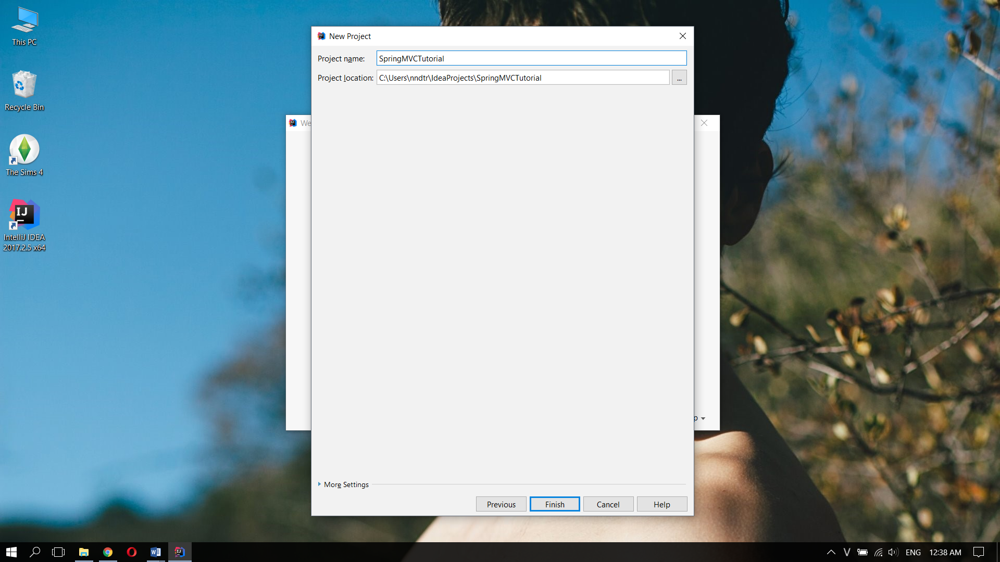 This PC
Recycle Bin
The Sims 4
IJ
IntelliJ IDEA
2017.2.5 x64
New Project
Project name:
SpringMVCTutorial
Project location:
C:\Users\nndtr\IdeaProjects\SpringMVCTutorial
...
We
p
More Settings
Previous
Finish
Cancel
Help
V
ENG
12:38 AM